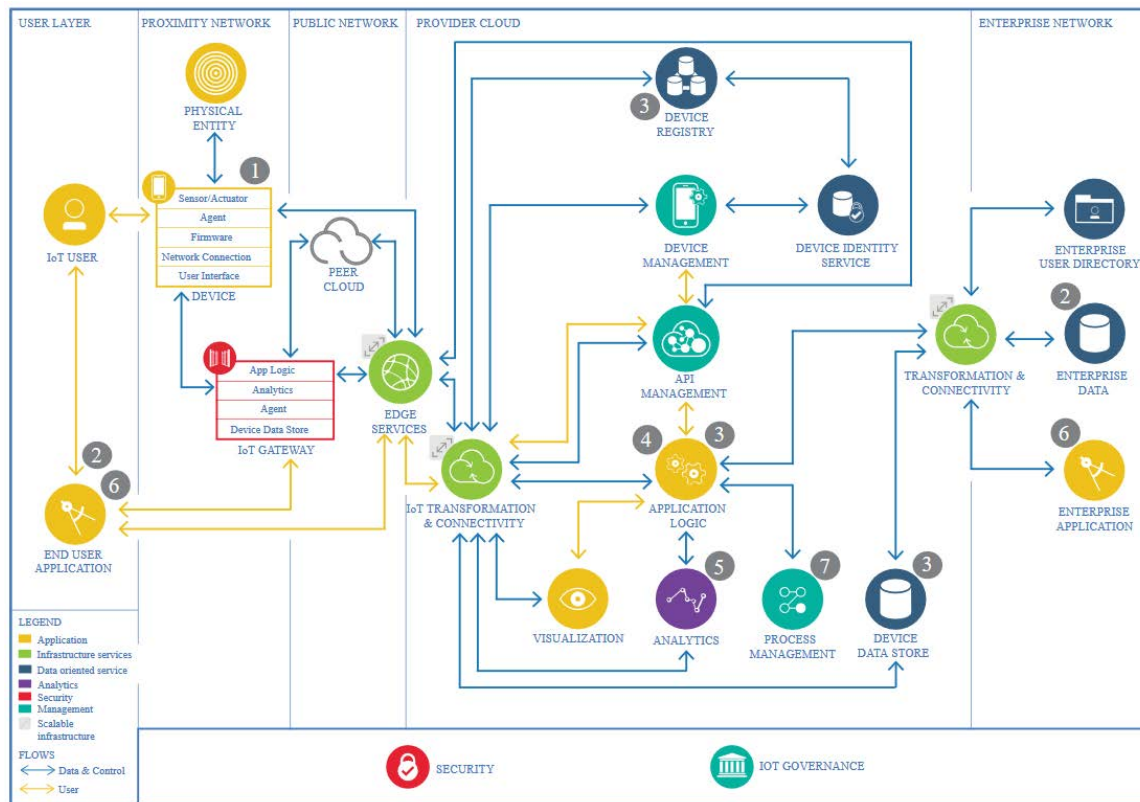 USER LAYER
PROXIMITY NETWORK
PUBLIC NETWORK
PROVIDER CLOUD
ENTERPRISE NETWORK
PHYSICAL
ENTITY
3
DEVICE
REGISTRY
1
Sensor/Actuator
Agent
Firmware
Network Connection
User Interface
DEVICE
IoT USER
PEER
CLOUD
DEVICE
MANAGEMENT
DEVICE IDENTITY
SERVICE
ENTERPRISE
USER DIRECTORY
2
ENTERPRISE
DATA
App Logic
Analytics
Agent
Device Data Store
IoT GATEWAY
EDGE
SERVICES
API
MANAGEMENT
TRANSFORMATION &
CONNECTIVITY
2
6
END USER
APPLICATION
IoT TRANSFORMATION
& CONNECTIVITY
4
3
APPLICATION
LOGIC
6
ENTERPRISE
APPLICATION
VISUALIZATION
5
ANALYTICS
7
PROCESS
MANAGEMENT
3
DEVICE
DATA STORE
LEGEND
Application
Infrastructure services
Data oriented service
Analytics
Security
Management
Scalable
infrastructure
FLOWS
Data & Control
User
SECURITY
IOT GOVERNANCE